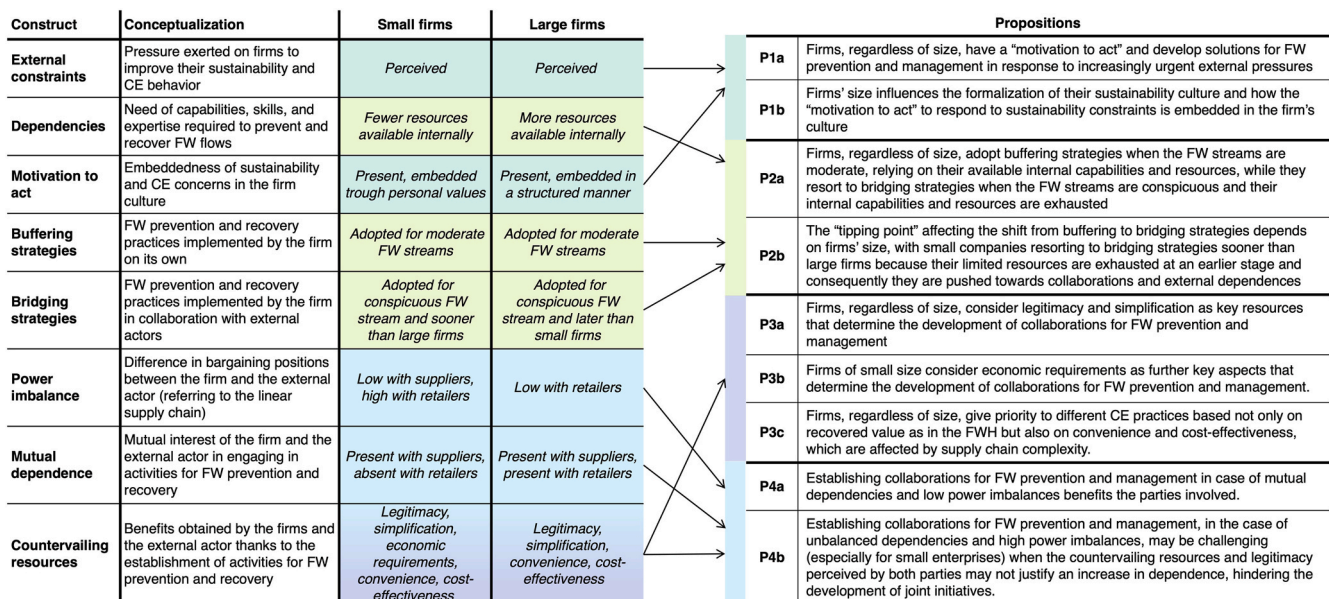 Construct
Conceptualization
Small firms
Large firms
External
constraints
Pressure exerted on firms to
improve their sustainability and
CE behavior
Perceived
Perceived
Dependencies
Need of capabilities, skills, and
expertise required to prevent and
recover FW flows
Fewer resources
available internally
More resources
available internally
Motivation to
act
Embeddedness of sustainability
and CE concerns in the firm
culture
Present, embedded
trough personal values
Present, embedded in
a structured manner
Buffering
strategies
FW prevention and recovery
practices implemented by the firm
on its own
Adopted for moderate
FW streams
Adopted for moderate
FW streams
Bridging
strategies
FW prevention and recovery
practices implemented by the firm
in collaboration with external
actors
Adopted for
conspicuous FW
stream and sooner
than large firms
Adopted for
conspicuous FW
stream and later than
small firms
Power
imbalance
Difference in bargaining positions
between the firm and the external
actor (referring to the linear
supply chain)
Low with suppliers,
high with retailers
Low with retailers
Mutual
dependence
Mutual interest of the firm and the
external actor in engaging in
activities for FW prevention and
recovery
Present with suppliers,
absent with retailers
Present with suppliers,
present with retailers
Countervailing
resources
Benefits obtained by the firms and
the external actor thanks to the
establishment of activities for FW
prevention and recovery
Legitimacy,
simplification,
economic
requirements,
convenience, cost-
effectiveness
Legitimacy,
simplification,
convenience, cost-
effectiveness
Propositions
P1a
Firms, regardless of size, have a “motivation to act” and develop solutions for FW
prevention and management in response to increasingly urgent external pressures
P1b
Firms’ size influences the formalization of their sustainability culture and how the
“motivation to act” to respond to sustainability constraints is embedded in the firm’s
culture
P2a
Firms, regardless of size, adopt buffering strategies when the FW streams are
moderate, relying on their available internal capabilities and resources, while they
resort to bridging strategies when the FW streams are conspicuous and their
internal capabilities and resources are exhausted
P2b
The “tipping point” affecting the shift from buffering to bridging strategies depends
on firms’ size, with small companies resorting to bridging strategies sooner than
large firms because their limited resources are exhausted at an earlier stage and
consequently they are pushed towards collaborations and external dependences
P3a
Firms, regardless of size, consider legitimacy and simplification as key resources
that determine the development of collaborations for FW prevention and
management
P3b
Firms of small size consider economic requirements as further key aspects that
determine the development of collaborations for FW prevention and management.
P3c
Firms, regardless of size, give priority to different CE practices based not only on
recovered value as in the FWH but also on convenience and cost-effectiveness,
which are affected by supply chain complexity.
P4a
Establishing collaborations for FW prevention and management in case of mutual
dependencies and low power imbalances benefits the parties involved.
P4b
Establishing collaborations for FW prevention and management, in the case of
unbalanced dependencies and high power imbalances, may be challenging
(especially for small enterprises) when the countervailing resources and legitimacy
perceived by both parties may not justify an increase in dependence, hindering the
development of joint initiatives.